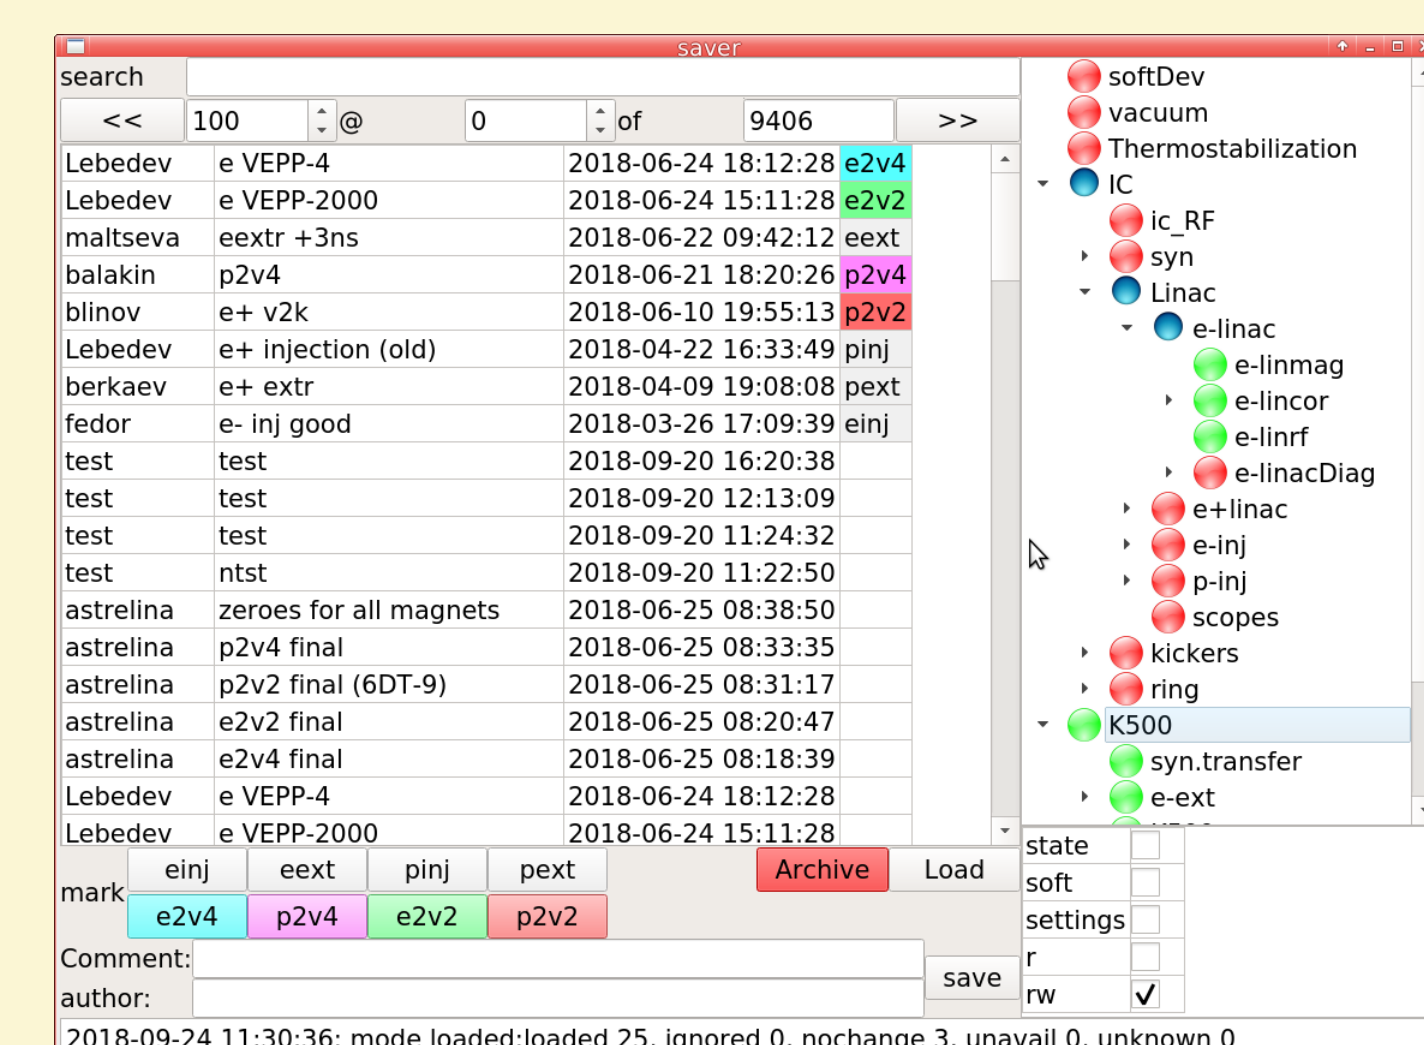 saver
search
<< 100 @ 0 of 9406 >>
Lebedev e VEPP-4 2018-06-24 18:12:28 e2v4
Lebedev e VEPP-2000 2018-06-24 15:11:28 e2v2
maltseva eextr +3ns 2018-06-22 09:42:12 eext
balakin p2v4 2018-06-21 18:20:26 p2v4
blinov e+ v2k 2018-06-10 19:55:13 p2v2
Lebedev e+ injection (old) 2018-04-22 16:33:49 pinj
berkaev e+ extr 2018-04-09 19:08:08 pext
fedor e- inj good 2018-03-26 17:09:39 einj
test test 2018-09-20 16:20:38
test test 2018-09-20 12:13:09
test test 2018-09-20 11:24:32
test ntst 2018-09-20 11:22:50
astrelina zeroes for all magnets 2018-06-25 08:38:50
astrelina p2v4 final 2018-06-25 08:33:35
astrelina p2v2 final (6DT-9) 2018-06-25 08:31:17
astrelina e2v2 final 2018-06-25 08:20:47
astrelina e2v4 final 2018-06-25 08:18:39
Lebedev e VEPP-4 2018-06-24 18:12:28
Lebedev e VEPP-2000 2018-06-24 15:11:28
mark
einj eext pinj pext Archive Load
e2v4 p2v4 e2v2 p2v2
Comment:
author:
save
softDev
vacuum
Thermostabilization
IC
ic_RF
syn
Linac
e-linac
e-linmag
e-lincor
e-linrf
e-linacDiag
e+linac
e-inj
p-inj
scopes
kickers
ring
K500
syn.transfer
e-ext
state
soft
settings
r
rw
2018-09-24 11:30:36: mode loaded:loaded 25, ignored 0, nochange 3, unavail 0, unknown 0